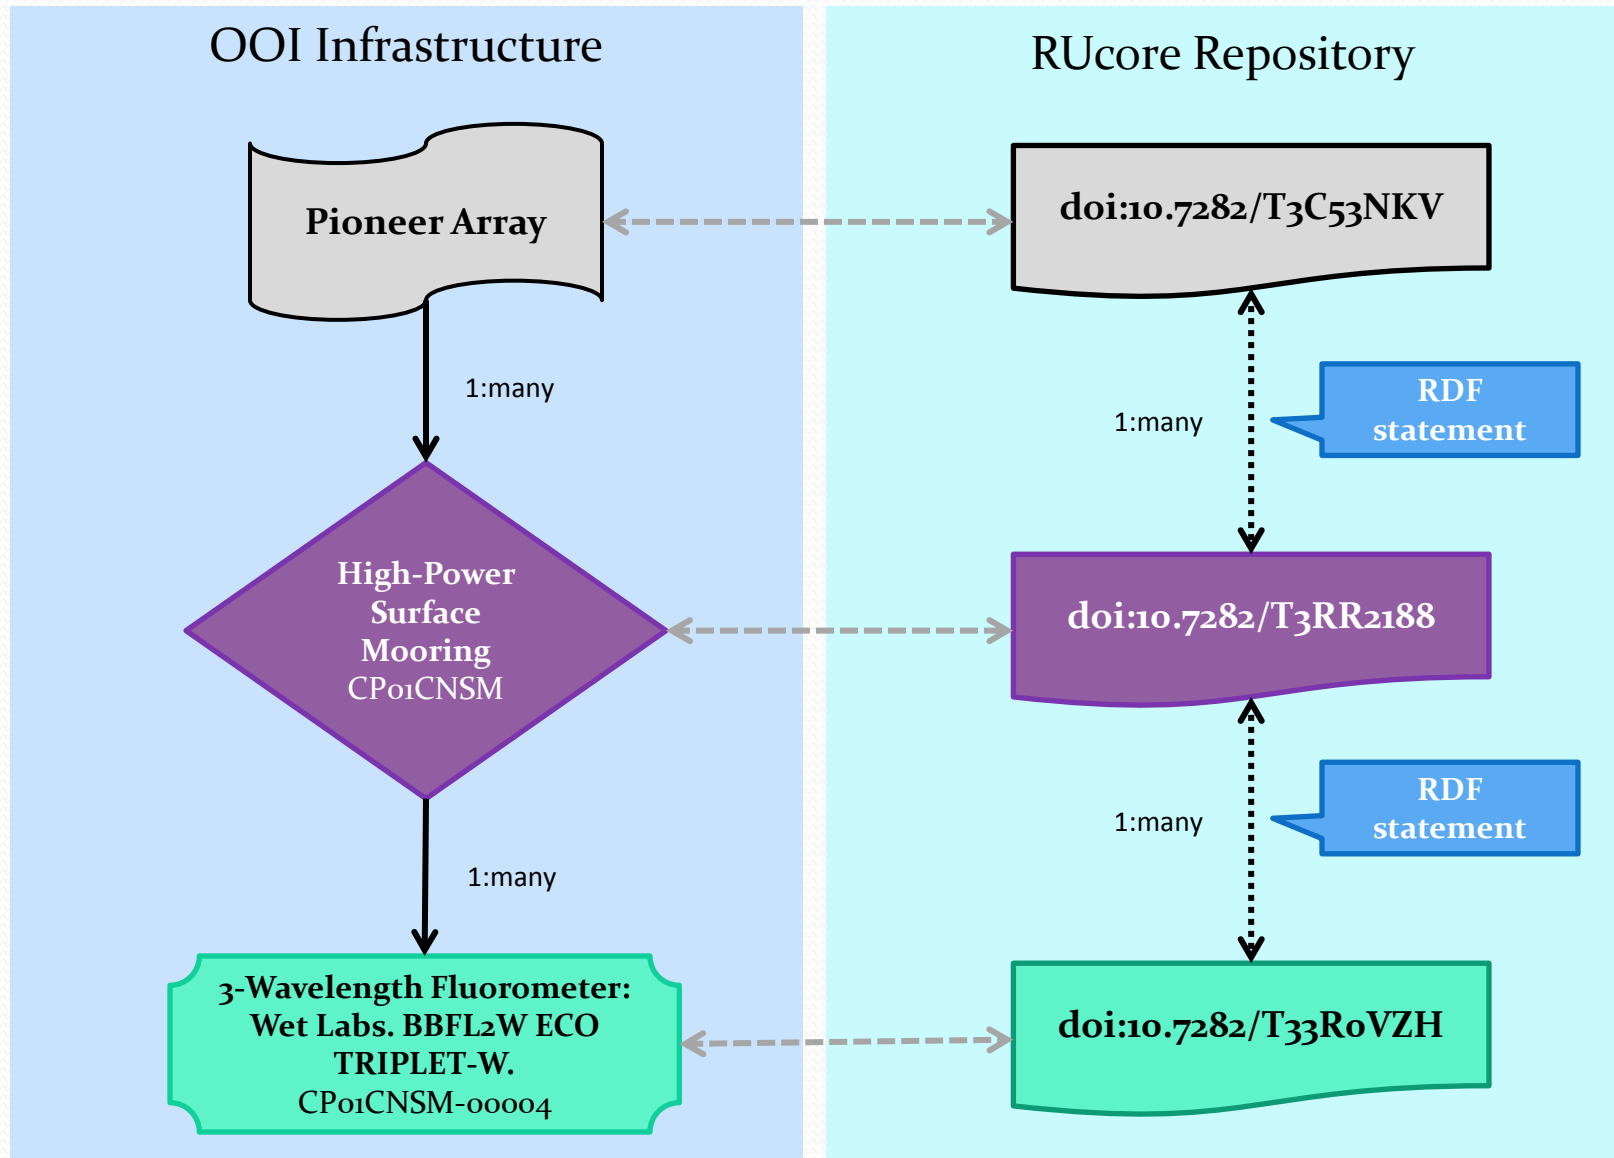 OOI Infrastructure
RUcore Repository
Pioneer Array
doi:10.7282/T3C53NKV
1:many
1:many
RDF
statement
High-Power
Surface
Mooring
CP01CNSM
doi:10.7282/T3RR2188
1:many
1:many
RDF
statement
3-Wavelength Fluorometer:
Wet Labs. BBFL2W ECO
TRIPLET-W.
CP01CNSM-00004
doi:10.7282/T33R0VZH